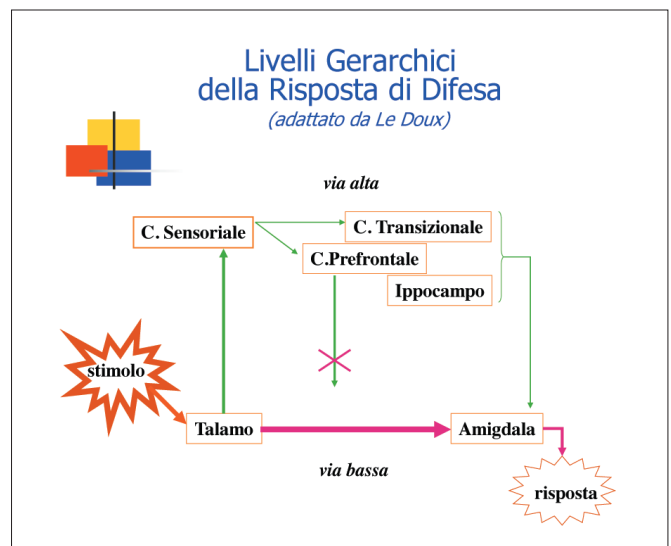 Livelli Gerarchici
della Risposta di Difesa
(adattato da Le Doux)
via alta
C. Sensoriale
C. Transizionale
C.Prefrontale
Ippocampo
stimolo
Talamo
Amigdala
via bassa
risposta